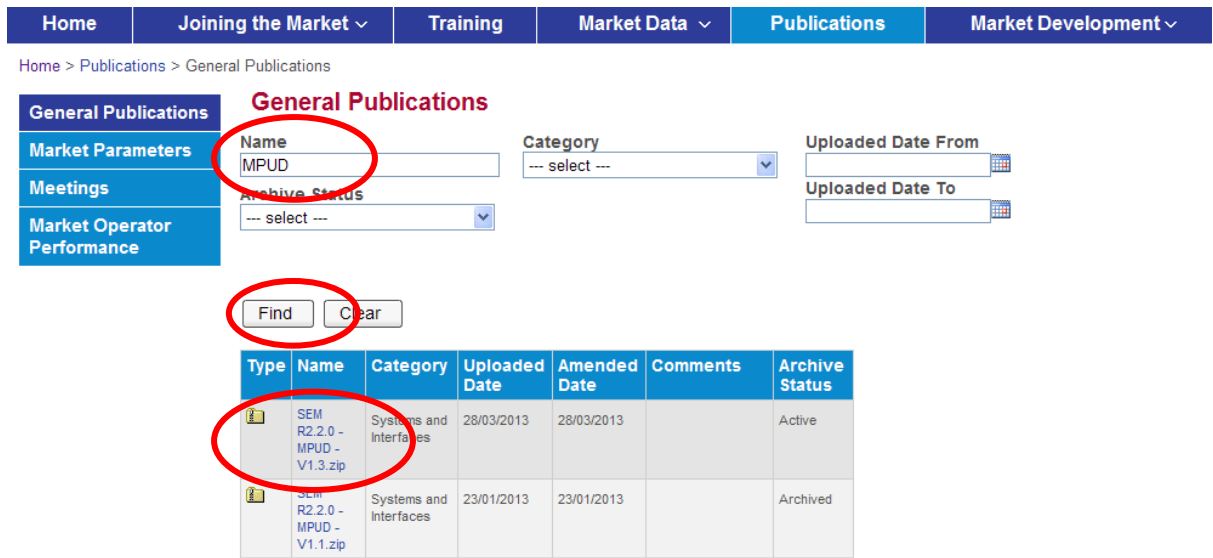 Home Joining the Market Training Market Data Publications Market Development
Home > Publications > General Publications
General Publications
Market Parameters
Meetings
Market Operator
Performance
General Publications
Name Category Uploaded Date From
MPUD --- select ---
Archive Status Uploaded Date To
--- select ---
Find Clear
Type Name Category Uploaded Date Amended Date Comments Archive Status
SEM
R2.2.0 -
MPUD -
V1.3.zip
Systems and
Interfaces
28/03/2013 28/03/2013 Active
SEM
R2.2.0 -
MPUD -
V1.1.zip
Systems and
Interfaces
23/01/2013 23/01/2013 Archived